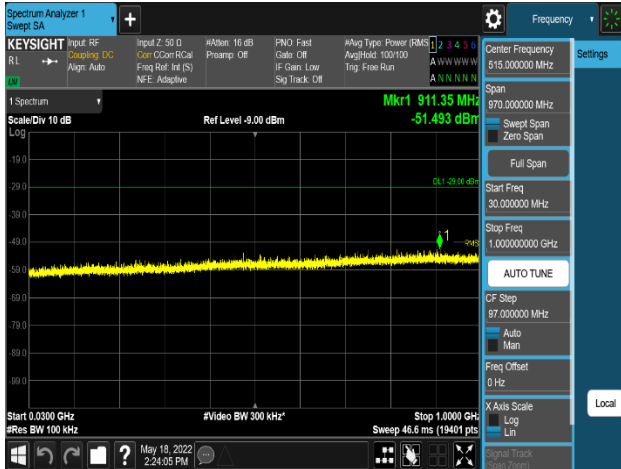 Spectrum Analyzer 1
Swept SA
+
Frequency
KEYSIGHT
Input: RF
Input Z: 50 Ω
#Atten: 16 dB
PNO: Fast
#Avg Type: Power (RMS
1 2 3 4 5 6
R L
Coupling: DC
Corr CCorr RCal
Preamp: Off
Gate: Off
Avg|Hold: 100/100
A W W W W W
Align: Auto
Freq Ref: Int (S)
IF Gain: Low
Trig: Free Run
NFE: Adaptive
Sig Track: Off
A N N N N N
LV
1 Spectrum
Mkr1 911.35 MHz
Scale/Div 10 dB
Ref Level -9.00 dBm
-51.493 dBm
Log
-19.0
DL1 -29.00 dBm
-29.0
-39.0
1
-49.0
RMS
-59.0
-69.0
-79.0
-89.0
-99.0
Start 0.0300 GHz
#Video BW 300 kHz*
Stop 1.0000 GHz
#Res BW 100 kHz
Sweep 46.6 ms (19401 pts)
?
May 18, 2022
2:24:05 PM
Center Frequency
515.000000 MHz
Settings
Span
970.000000 MHz
Swept Span
Zero Span
Full Span
Start Freq
30.000000 MHz
Stop Freq
1.000000000 GHz
AUTO TUNE
CF Step
97.000000 MHz
Auto
Man
Freq Offset
0 Hz
X Axis Scale
Log
Lin
Local
Signal Track
(Span Zoom)